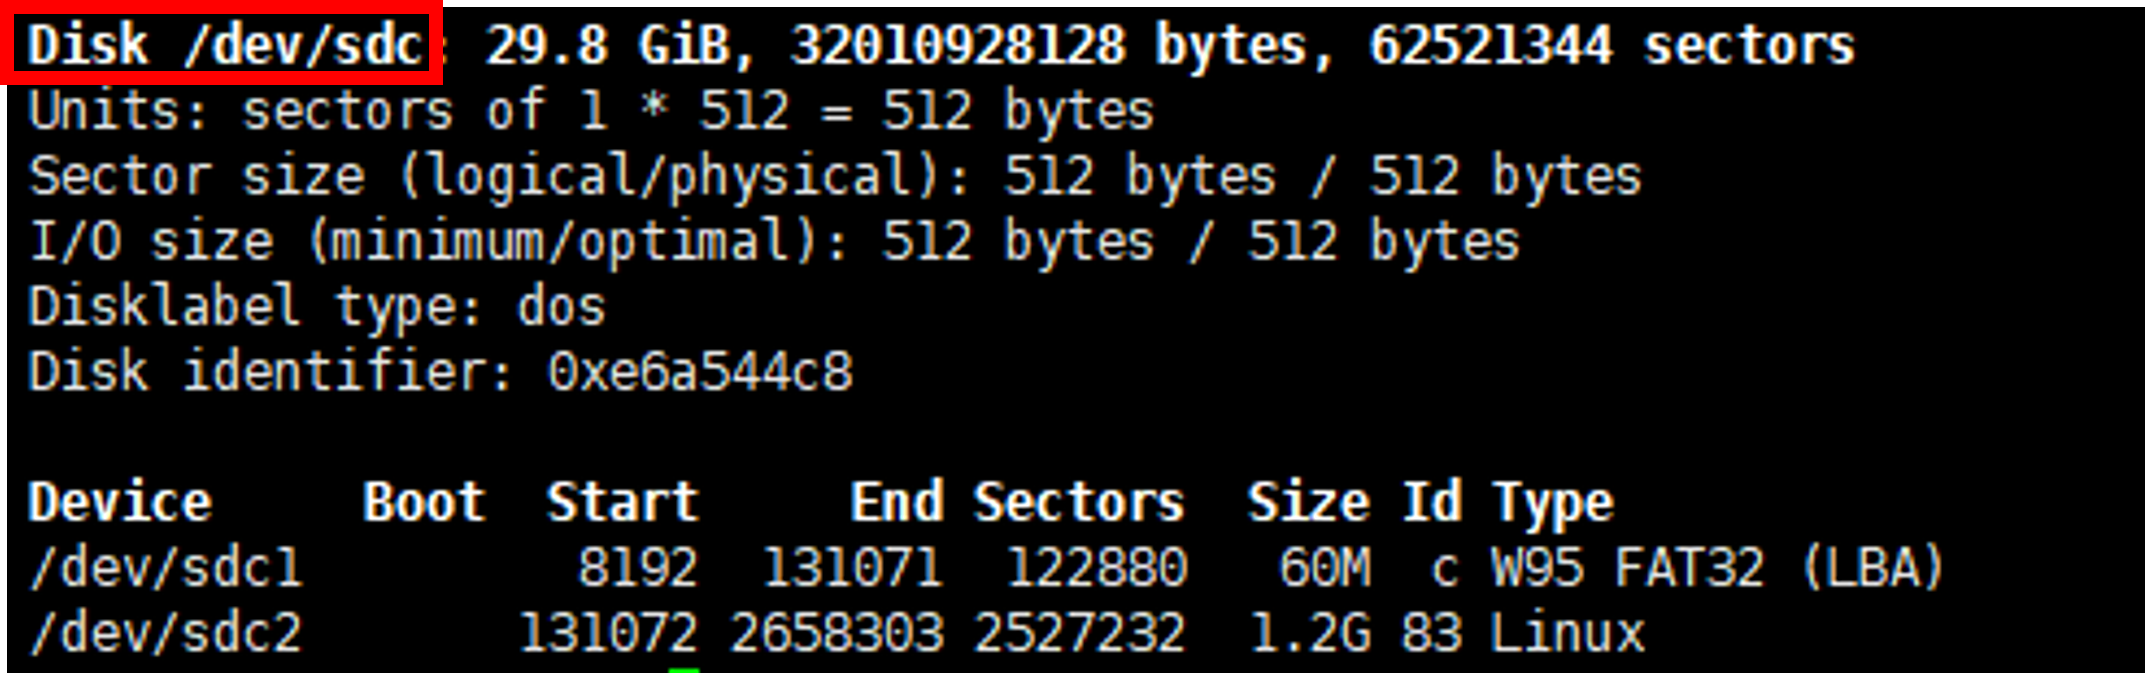 Disk /dev/sdc: 29.8 GiB, 32010928128 bytes, 62521344 sectors
Units: sectors of 1 * 512 = 512 bytes
Sector size (logical/physical): 512 bytes / 512 bytes
I/O size (minimum/optimal): 512 bytes / 512 bytes
Disklabel type: dos
Disk identifier: 0xe6a544c8
Device Boot Start End Sectors Size Id Type
/dev/sdc1 8192 131071 122880 60M c W95 FAT32 (LBA)
/dev/sdc2 131072 2658303 2527232 1.2G 83 Linux